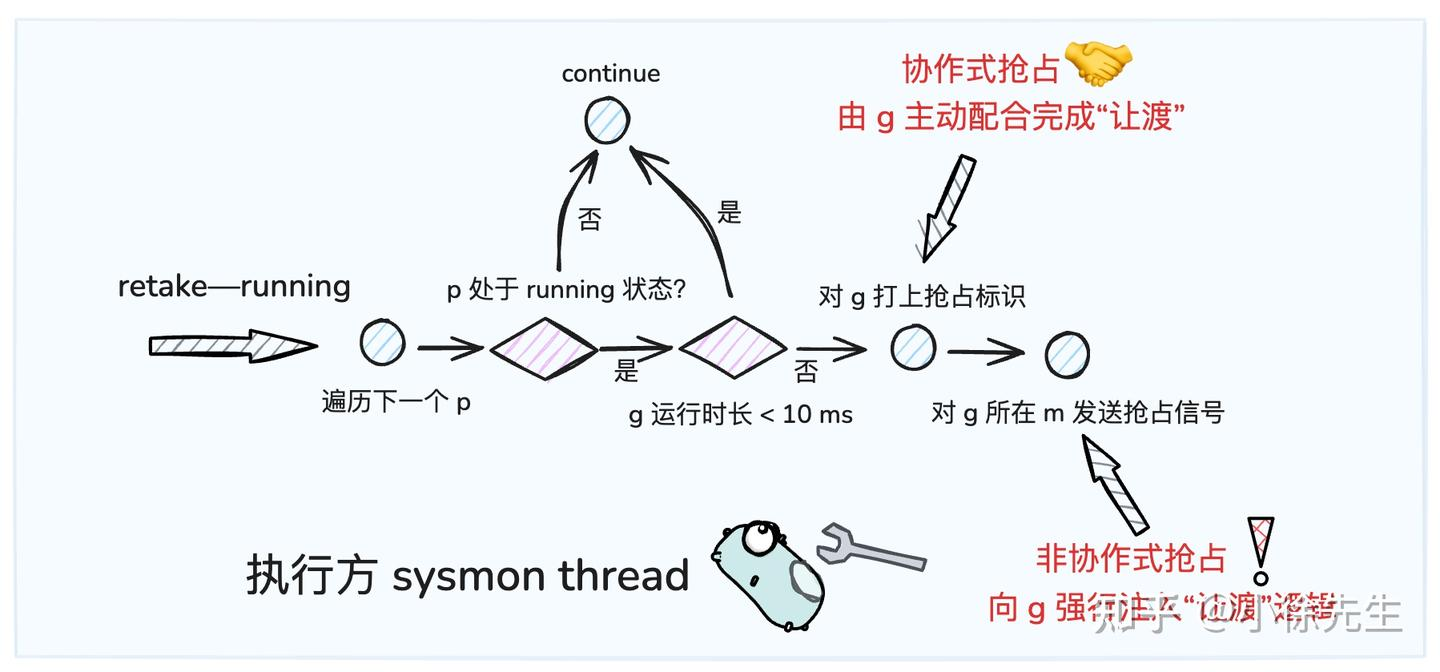 continue
协作式抢占
由 g 主动配合完成“让渡”
否
是
retake—running
p 处于 running 状态?
对 g 打上抢占标识
是
否
遍历下一个 p
g 运行时长 < 10 ms
对 g 所在 m 发送抢占信号
执行方 sysmon thread
非协作式抢占
向 g 强行注入“让渡”逻辑
知乎 @小徐先生